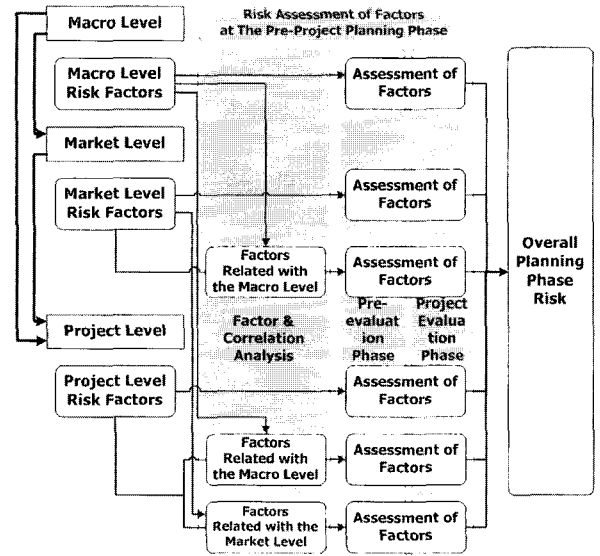 Risk Assessment of Factors
at The Pre-Project Planning Phase
Macro Level
Macro Level
Risk Factors
Assessment of
Factors
Market Level
Market Level
Risk Factors
Assessment of
Factors
Factors
Related with
the Macro Level
Assessment of
Factors
Overall
Planning
Phase
Risk
Project Level
Factor &
Correlation
Analysis
Pre-
evaluat
ion
Phase
Project
Evalua
tion
Phase
Project Level
Risk Factors
Assessment of
Factors
Factors
Related with
the Macro Level
Assessment of
Factors
Factors
Related with the
Market Level
Assessment of
Factors